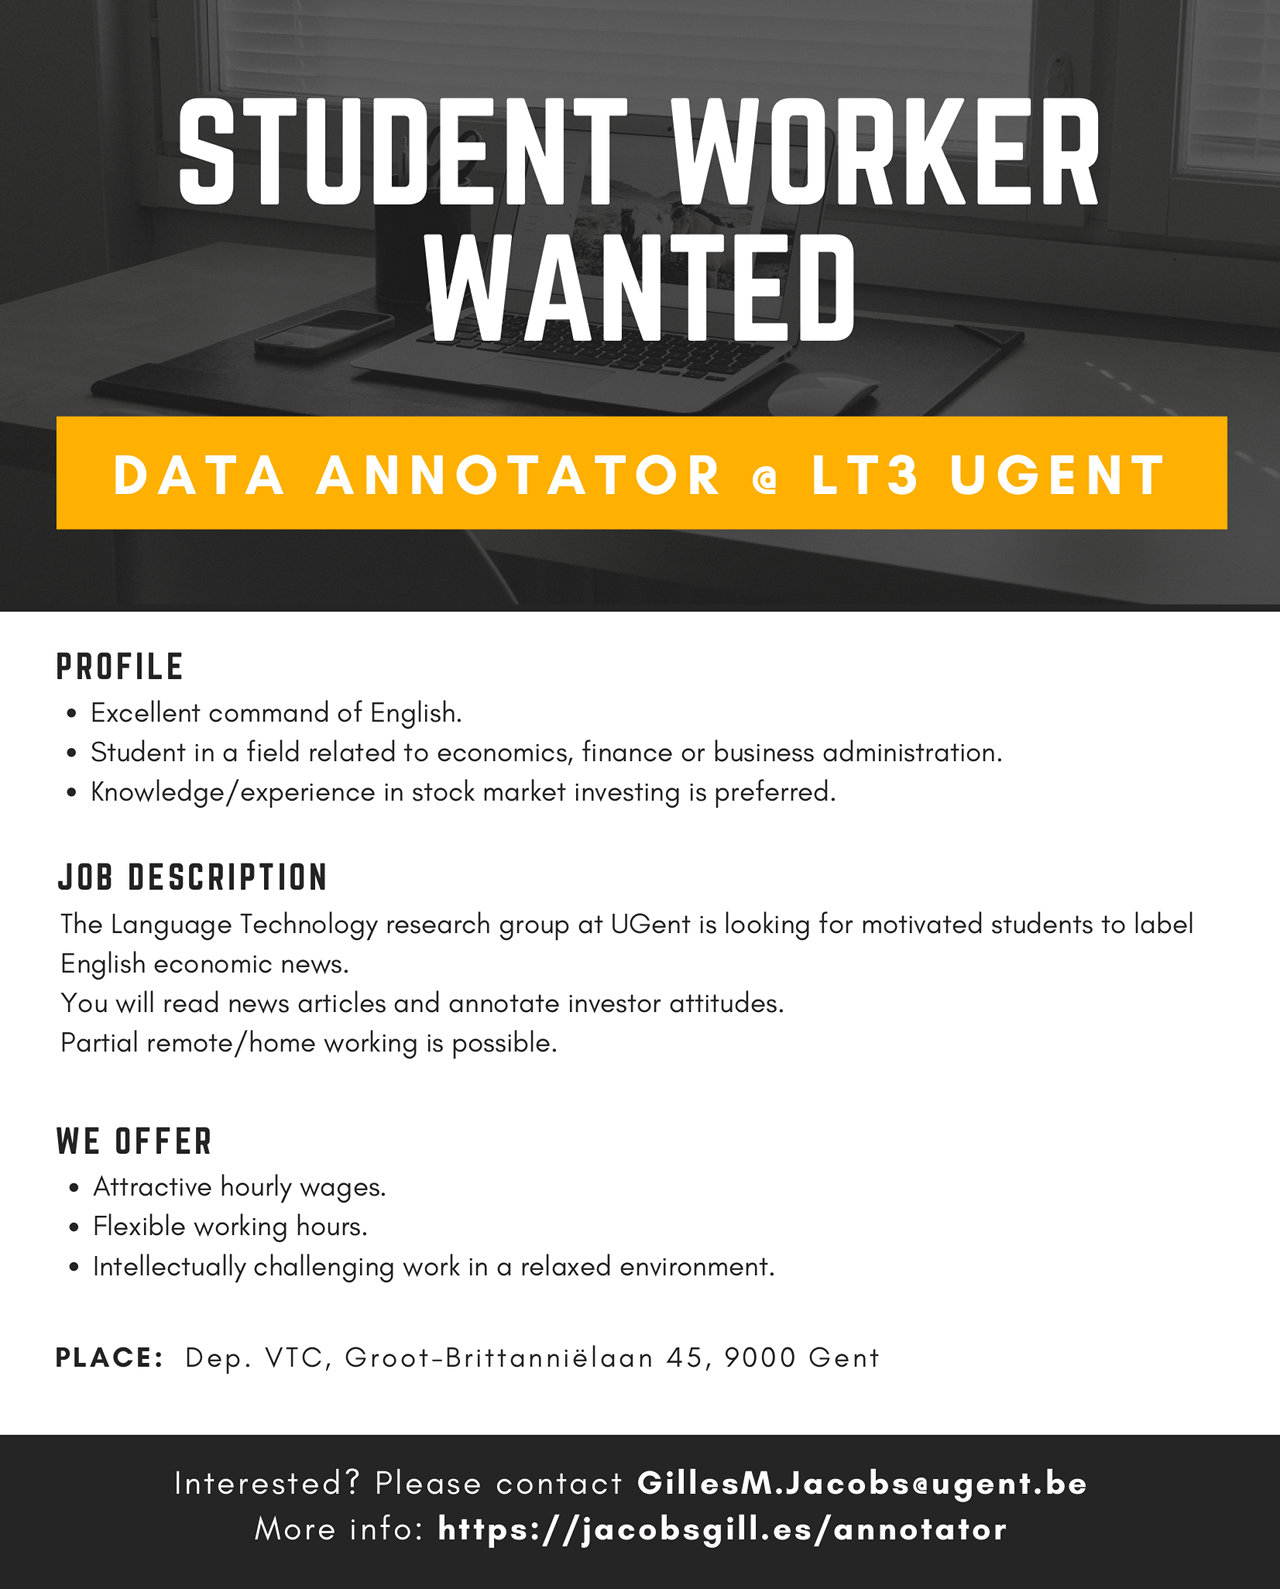 STUDENT WORKER
WANTED
DATA ANNOTATOR @ LT3 UGENT
PROFILE
• Excellent command of English.
• Student in a field related to economics, finance or business administration.
• Knowledge/experience in stock market investing is preferred.
JOB DESCRIPTION
The Language Technology research group at UGent is looking for motivated students to label
English economic news.
You will read news articles and annotate investor attitudes.
Partial remote/home working is possible.
WE OFFER
• Attractive hourly wages.
• Flexible working hours.
• Intellectually challenging work in a relaxed environment.
PLACE: Dep. VTC, Groot-Brittanniëlaan 45, 9000 Gent
Interested? Please contact GillesM.Jacobs@ugent.be
More info: https://jacobsgill.es/annotator